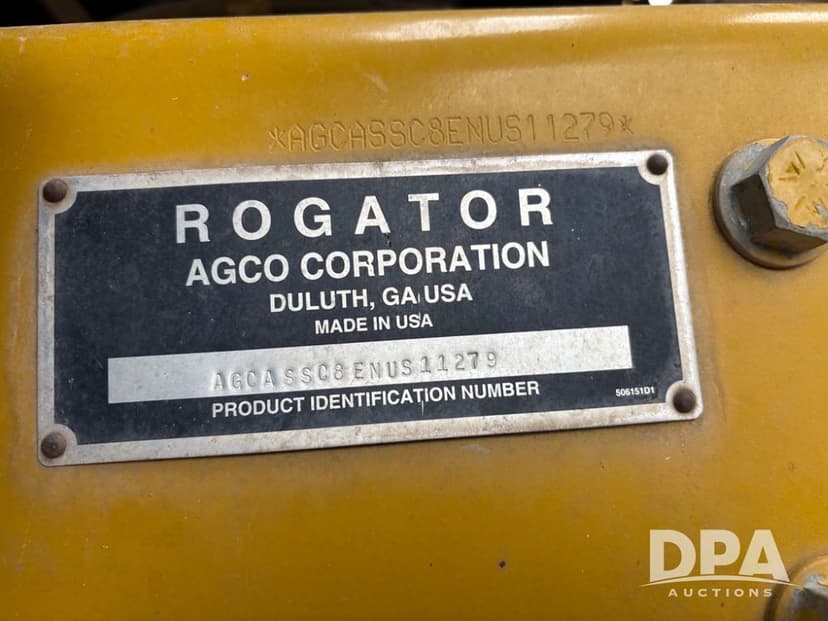 *AGCASSC8ENUS11279*
ROGATOR
AGCO CORPORATION
DULUTH, GA USA
MADE IN USA
AGCASSC8ENUS11279
PRODUCT IDENTIFICATION NUMBER
506151D1
DPA
AUCTIONS